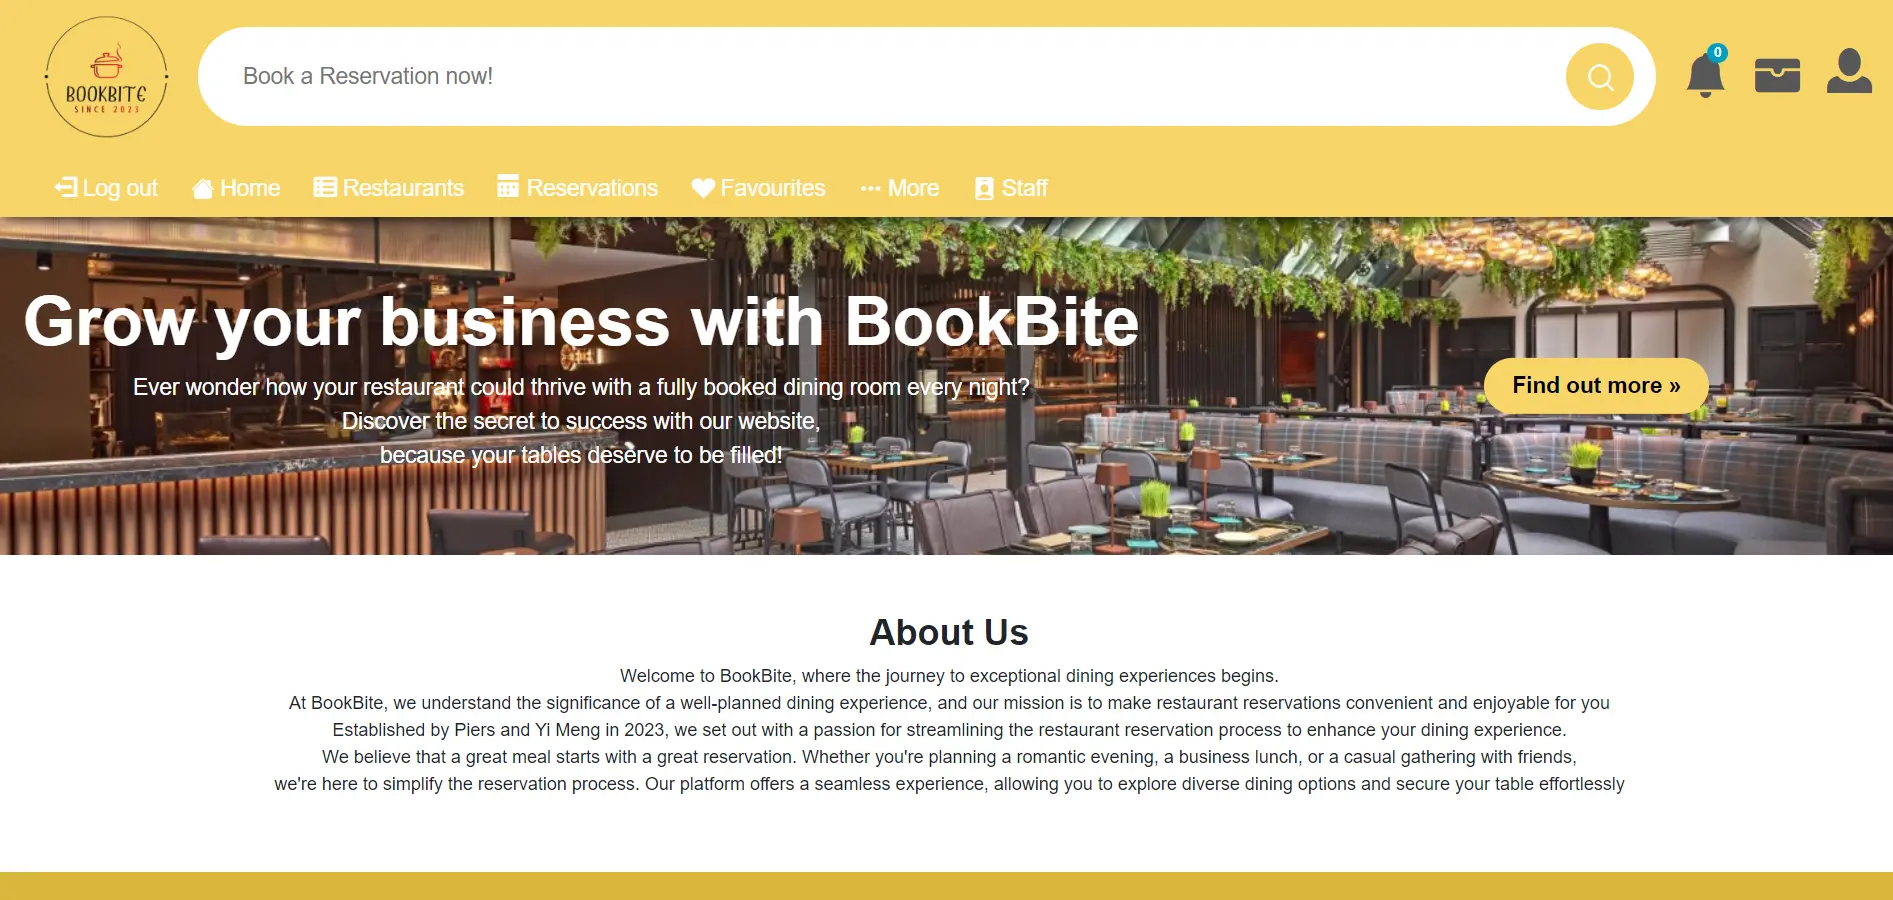 BOOKBITE
SINCE 2023
Book a Reservation now!
0
Log out Home Restaurants Reservations Favourites More Staff
Grow your business with BookBite
Ever wonder how your restaurant could thrive with a fully booked dining room every night?
Discover the secret to success with our website,
because your tables deserve to be filled!
Find out more »
About Us
Welcome to BookBite, where the journey to exceptional dining experiences begins.
At BookBite, we understand the significance of a well-planned dining experience, and our mission is to make restaurant reservations convenient and enjoyable for you
Established by Piers and Yi Meng in 2023, we set out with a passion for streamlining the restaurant reservation process to enhance your dining experience.
We believe that a great meal starts with a great reservation. Whether you're planning a romantic evening, a business lunch, or a casual gathering with friends,
we're here to simplify the reservation process. Our platform offers a seamless experience, allowing you to explore diverse dining options and secure your table effortlessly